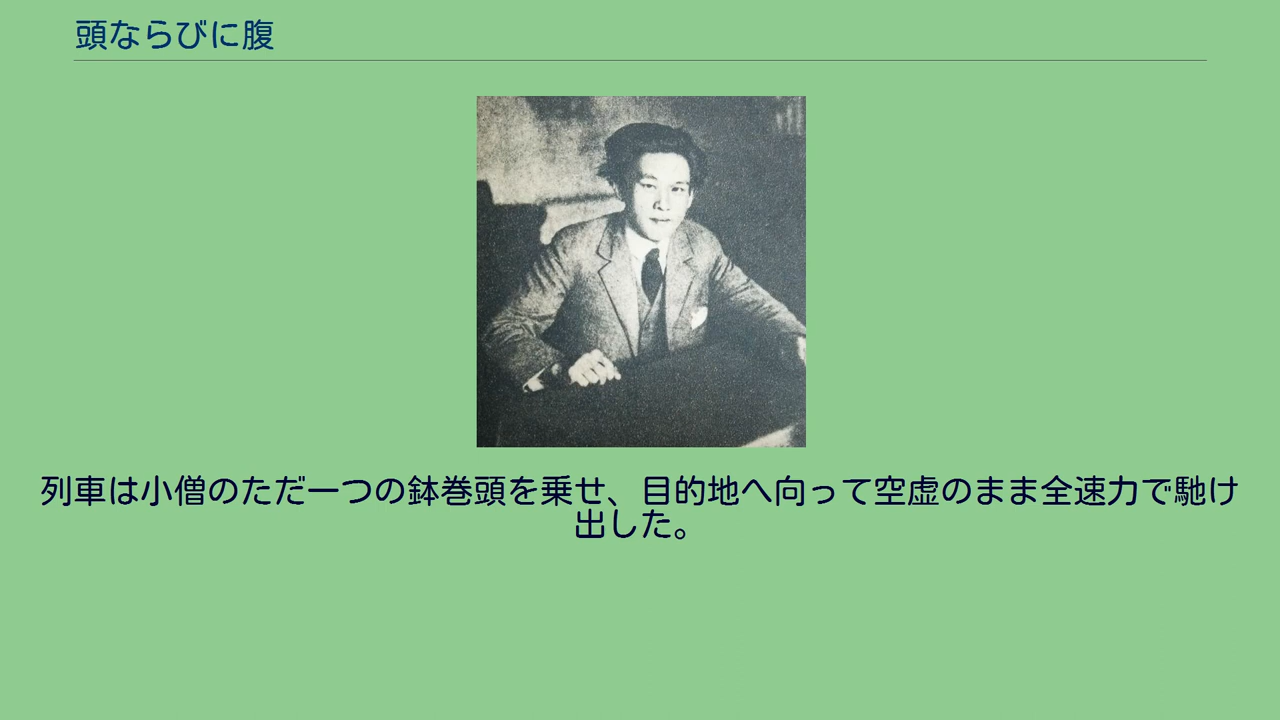 頭ならびに腹
列車は小僧のただ一つの鉢巻頭を乗せ、目的地へ向って空虚のまま全速力で馳け
出した。